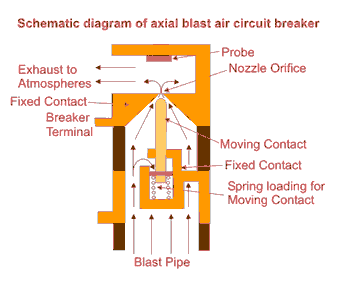 Schematic diagram of axial blast air circuit breaker
Probe
Nozzle Orifice
Exhaust to
Atmospheres
Fixed Contact
Breaker
Terminal
Moving Contact
Fixed Contact
Spring loading for
Moving Contact
Blast Pipe